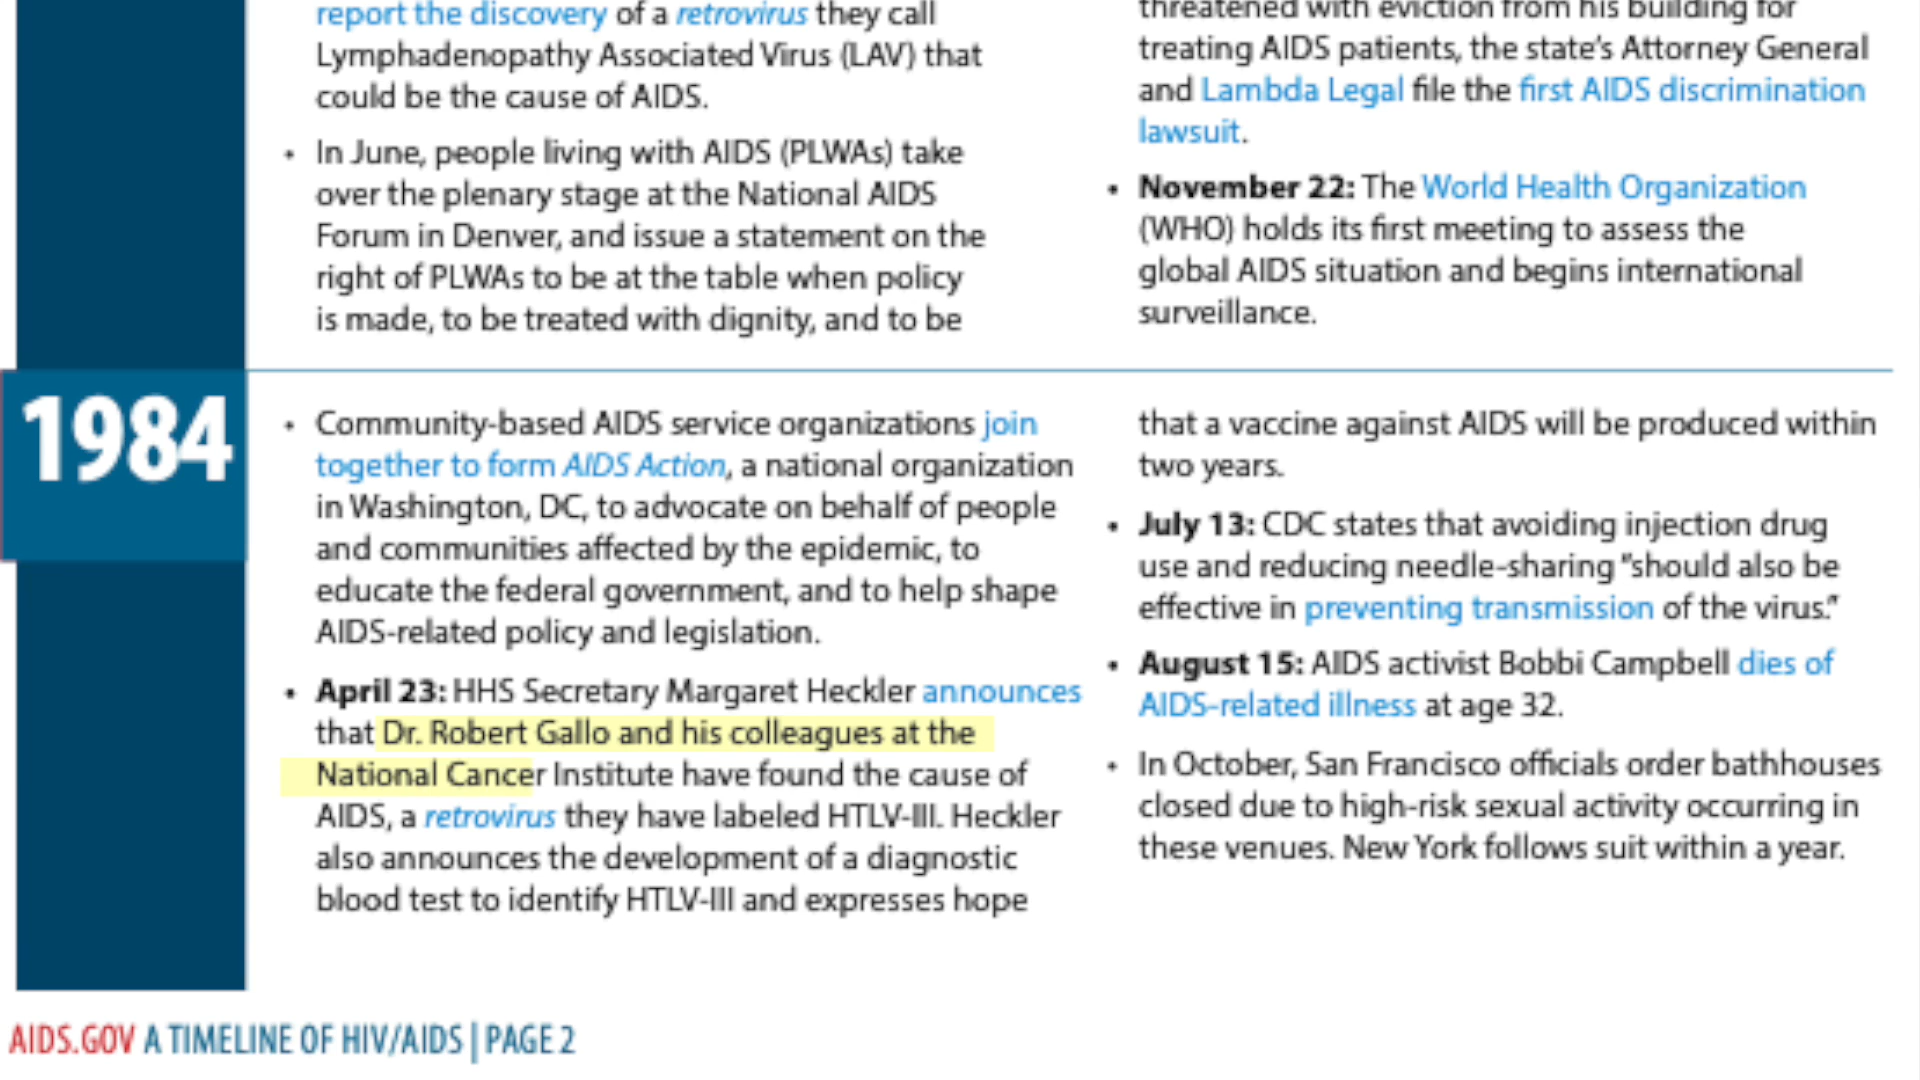 report the discovery of a retrovirus they call
Lymphadenopathy Associated Virus (LAV) that
could be the cause of AIDS.
• In June, people living with AIDS (PLWAs) take
over the plenary stage at the National AIDS
Forum in Denver, and issue a statement on the
right of PLWAs to be at the table when policy
is made, to be treated with dignity, and to be
threatened with eviction from his building for
treating AIDS patients, the state's Attorney General
and Lambda Legal file the first AIDS discrimination
lawsuit.
• November 22: The World Health Organization
(WHO) holds its first meeting to assess the
global AIDS situation and begins international
surveillance.
1984
• Community-based AIDS service organizations join
together to form AIDS Action, a national organization
in Washington, DC, to advocate on behalf of people
and communities affected by the epidemic, to
educate the federal government, and to help shape
AIDS-related policy and legislation.
• April 23: HHS Secretary Margaret Heckler announces
that Dr. Robert Gallo and his colleagues at the
National Cancer Institute have found the cause of
AIDS, a retrovirus they have labeled HTLV-III. Heckler
also announces the development of a diagnostic
blood test to identify HTLV-III and expresses hope
that a vaccine against AIDS will be produced within
two years.
• July 13: CDC states that avoiding injection drug
use and reducing needle-sharing "should also be
effective in preventing transmission of the virus."
• August 15: AIDS activist Bobbi Campbell dies of
AIDS-related illness at age 32.
• In October, San Francisco officials order bathhouses
closed due to high-risk sexual activity occurring in
these venues. New York follows suit within a year.
AIDS.GOV A TIMELINE OF HIV/AIDS | PAGE 2